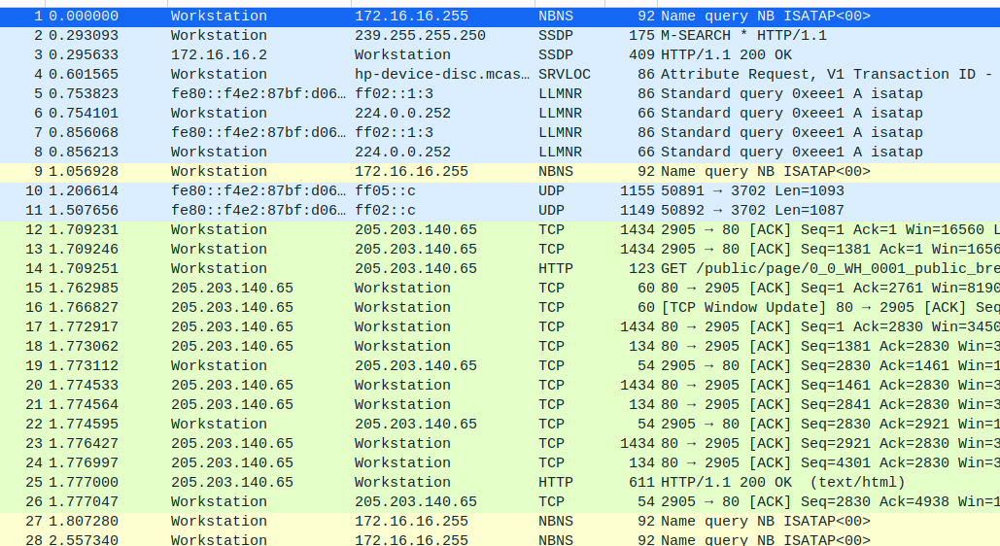 1 0.000000 Workstation 172.16.16.255 NBNS 92 Name query NB ISATAP<00>
2 0.293093 Workstation 239.255.255.250 SSDP 175 M-SEARCH * HTTP/1.1
3 0.295633 172.16.16.2 Workstation SSDP 409 HTTP/1.1 200 OK
4 0.601565 Workstation hp-device-disc.mcas… SRVLOC 86 Attribute Request, V1 Transaction ID -
5 0.753823 fe80::f4e2:87bf:d06… ff02::1:3 LLMNR 86 Standard query 0xeee1 A isatap
6 0.754101 Workstation 224.0.0.252 LLMNR 66 Standard query 0xeee1 A isatap
7 0.856068 fe80::f4e2:87bf:d06… ff02::1:3 LLMNR 86 Standard query 0xeee1 A isatap
8 0.856213 Workstation 224.0.0.252 LLMNR 66 Standard query 0xeee1 A isatap
9 1.056928 Workstation 172.16.16.255 NBNS 92 Name query NB ISATAP<00>
10 1.206614 fe80::f4e2:87bf:d06… ff05::c UDP 1155 50891 → 3702 Len=1093
11 1.507656 fe80::f4e2:87bf:d06… ff02::c UDP 1149 50892 → 3702 Len=1087
12 1.709231 Workstation 205.203.140.65 TCP 1434 2905 → 80 [ACK] Seq=1 Ack=1 Win=16560 L
13 1.709246 Workstation 205.203.140.65 TCP 1434 2905 → 80 [ACK] Seq=1381 Ack=1 Win=1656
14 1.709251 Workstation 205.203.140.65 HTTP 123 GET /public/page/0_0_WH_0001_public_bre
15 1.762985 205.203.140.65 Workstation TCP 60 80 → 2905 [ACK] Seq=1 Ack=2761 Win=8190
16 1.766827 205.203.140.65 Workstation TCP 60 [TCP Window Update] 80 → 2905 [ACK] Seq
17 1.772917 205.203.140.65 Workstation TCP 1434 80 → 2905 [ACK] Seq=1 Ack=2830 Win=3450
18 1.773062 205.203.140.65 Workstation TCP 134 80 → 2905 [ACK] Seq=1381 Ack=2830 Win=3
19 1.773112 Workstation 205.203.140.65 TCP 54 2905 → 80 [ACK] Seq=2830 Ack=1461 Win=1
20 1.774533 205.203.140.65 Workstation TCP 1434 80 → 2905 [ACK] Seq=1461 Ack=2830 Win=3
21 1.774564 205.203.140.65 Workstation TCP 134 80 → 2905 [ACK] Seq=2841 Ack=2830 Win=3
22 1.774595 Workstation 205.203.140.65 TCP 54 2905 → 80 [ACK] Seq=2830 Ack=2921 Win=1
23 1.776427 205.203.140.65 Workstation TCP 1434 80 → 2905 [ACK] Seq=2921 Ack=2830 Win=3
24 1.776997 205.203.140.65 Workstation TCP 134 80 → 2905 [ACK] Seq=4301 Ack=2830 Win=3
25 1.777000 205.203.140.65 Workstation HTTP 611 HTTP/1.1 200 OK  (text/html)
26 1.777047 Workstation 205.203.140.65 TCP 54 2905 → 80 [ACK] Seq=2830 Ack=4938 Win=1
27 1.807280 Workstation 172.16.16.255 NBNS 92 Name query NB ISATAP<00>
28 2.557340 Workstation 172.16.16.255 NBNS 92 Name query NB ISATAP<00>